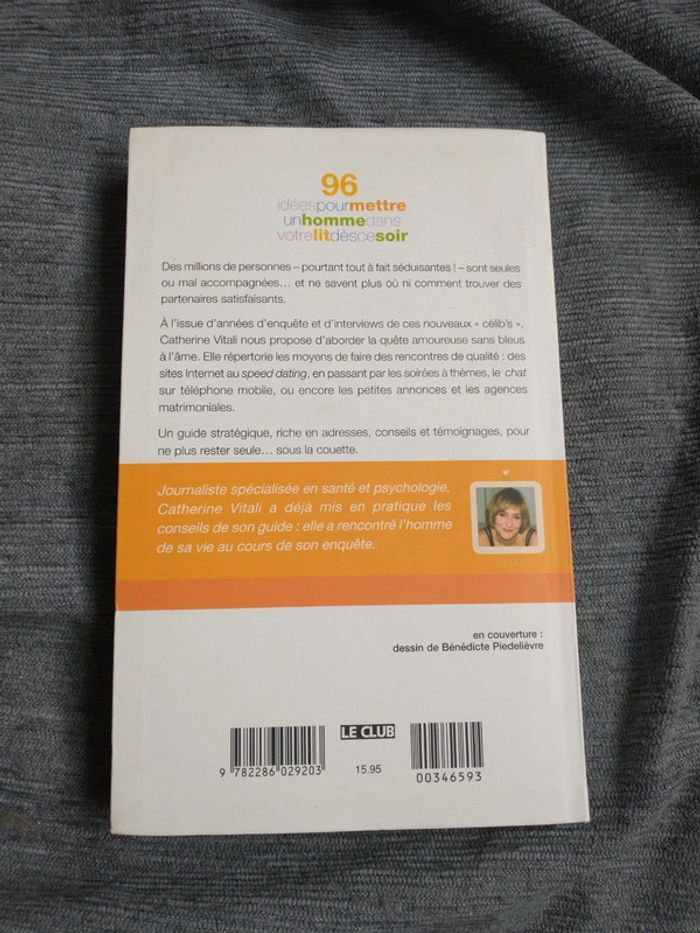 96
idéespourmettre
unhommedans
votrelitdèscesoir
Des millions de personnes – pourtant tout à fait séduisantes ! – sont seules
ou mal accompagnées… et ne savent plus où ni comment trouver des
partenaires satisfaisants.
À l'issue d'années d'enquête et d'interviews de ces nouveaux « célib's »,
Catherine Vitali nous propose d'aborder la quête amoureuse sans bleus
à l'âme. Elle répertorie les moyens de faire des rencontres de qualité : des
sites Internet au speed dating, en passant par les soirées à thèmes, le chat
sur téléphone mobile, ou encore les petites annonces et les agences
matrimoniales.
Un guide stratégique, riche en adresses, conseils et témoignages, pour
ne plus rester seule… sous la couette.
Journaliste spécialisée en santé et psychologie,
Catherine Vitali a déjà mis en pratique les
conseils de son guide : elle a rencontré l'homme
de sa vie au cours de son enquête.
en couverture :
dessin de Bénédicte Piedelièvre
LE CLUB
9 782286 029203
15.95
00346593